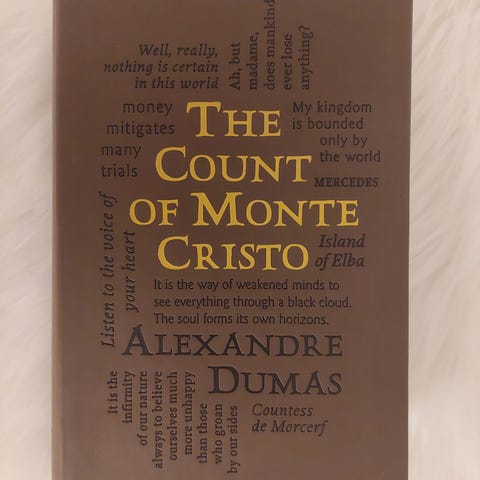 Well, really,
nothing is certain
in this world
Ah, but
madame,
does mankind
ever lose
anything?
money
mitigates
many
trials
THE
COUNT
OF MONTE
CRISTO
My kingdom
is bounded
only by
the world
MERCEDES
Island
of Elba
Listen to the voice of
your heart
It is the way of weakened minds to
see everything through a black cloud.
The soul forms its own horizons.
ALEXANDRE
DUMAS
It is the
infirmity
of our nature
always to believe
ourselves much
more unhappy
than those
who groan
by our sides
Countess
de Morcerf